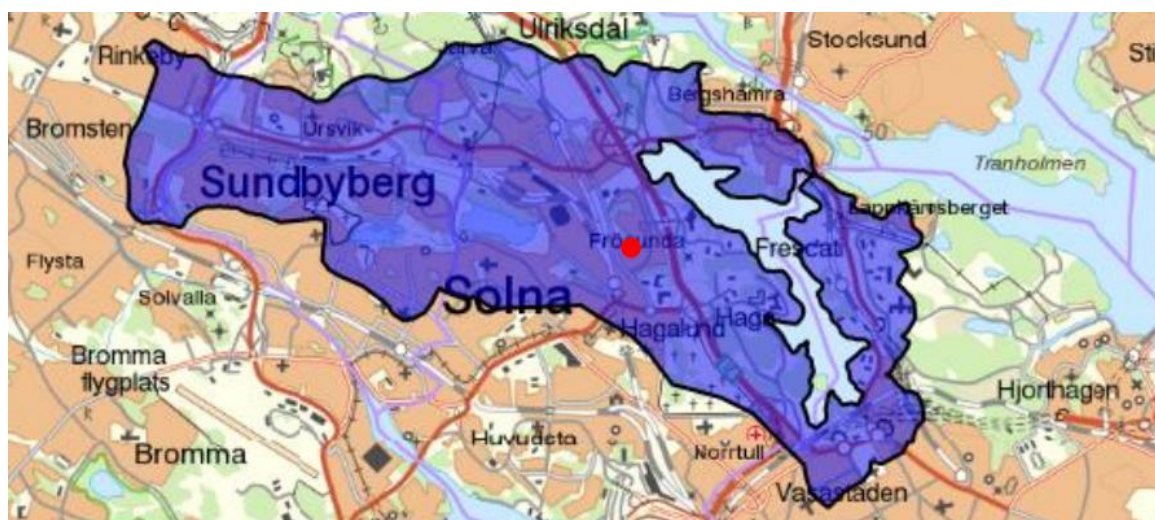 Ulriksdal
Järva
Stocksund
Rinkeby
Bergshamra
Bromsten
Ursvik
50
Tranholmen
Sundbyberg
Lappkärrsberget
Frescati
Flysta
Solvalla
Solna
Hagalund
Haga
Bromma
flygplats
Hjorthagen
Huvudsta
Norrtull
Bromma
Vasastaden